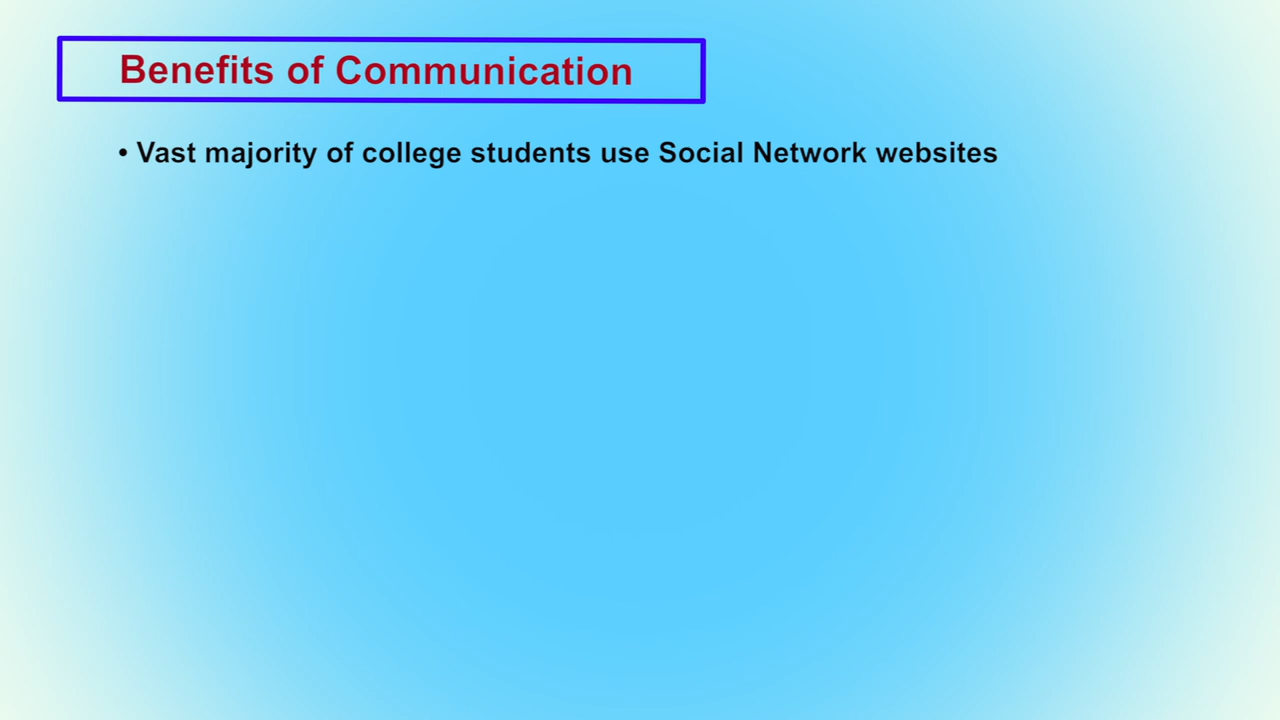 Benefits of Communication
• Vast majority of college students use Social Network websites